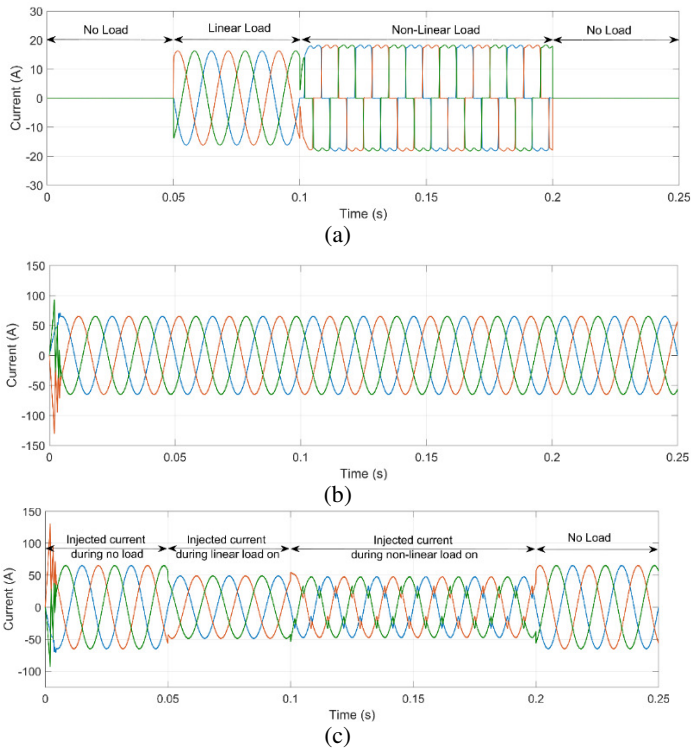 30
20
10
0
-10
-20
-30
Current (A)
No Load
Linear Load
Non-Linear Load
No Load
0
0.05
0.1
0.15
0.2
0.25
Time (s)
(a)
150
100
50
0
-50
-100
-150
Current (A)
0
0.05
0.1
0.15
0.2
0.25
Time (s)
(b)
150
100
50
0
-50
-100
Current (A)
Injected current
during no load
Injected current
during linear load on
Injected current
during non-linear load on
No Load
0
0.05
0.1
0.15
0.2
0.25
Time (s)
(c)